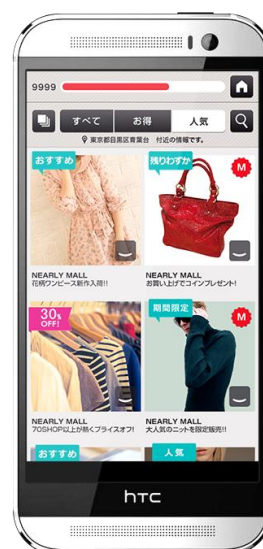 9999
すべて
お得
人気
東京都目黒区青葉台 付近の情報です。
おすすめ
残りわずか
M
NEARLY MALL
花柄ワンピース新作入荷!!
NEARLY MALL
お買い上げでコインプレゼント!
30% OFF!
期間限定
M
NEARLY MALL
70SHOP以上が熱くプライスオフ!
NEARLY MALL
大人気のニットを限定販売!!
おすすめ
人気
hTC